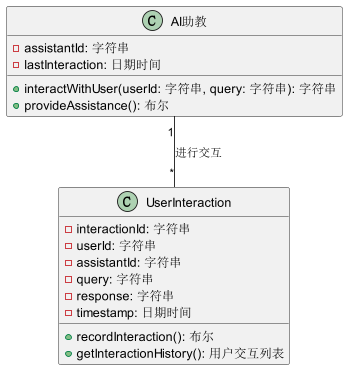 C AI助教
assistantId: 字符串
lastInteraction: 日期时间
interactWithUser(userId: 字符串, query: 字符串): 字符串
provideAssistance(): 布尔
1
进行交互
*
C UserInteraction
interactionId: 字符串
userId: 字符串
assistantId: 字符串
query: 字符串
response: 字符串
timestamp: 日期时间
recordInteraction(): 布尔
getInteractionHistory(): 用户交互列表